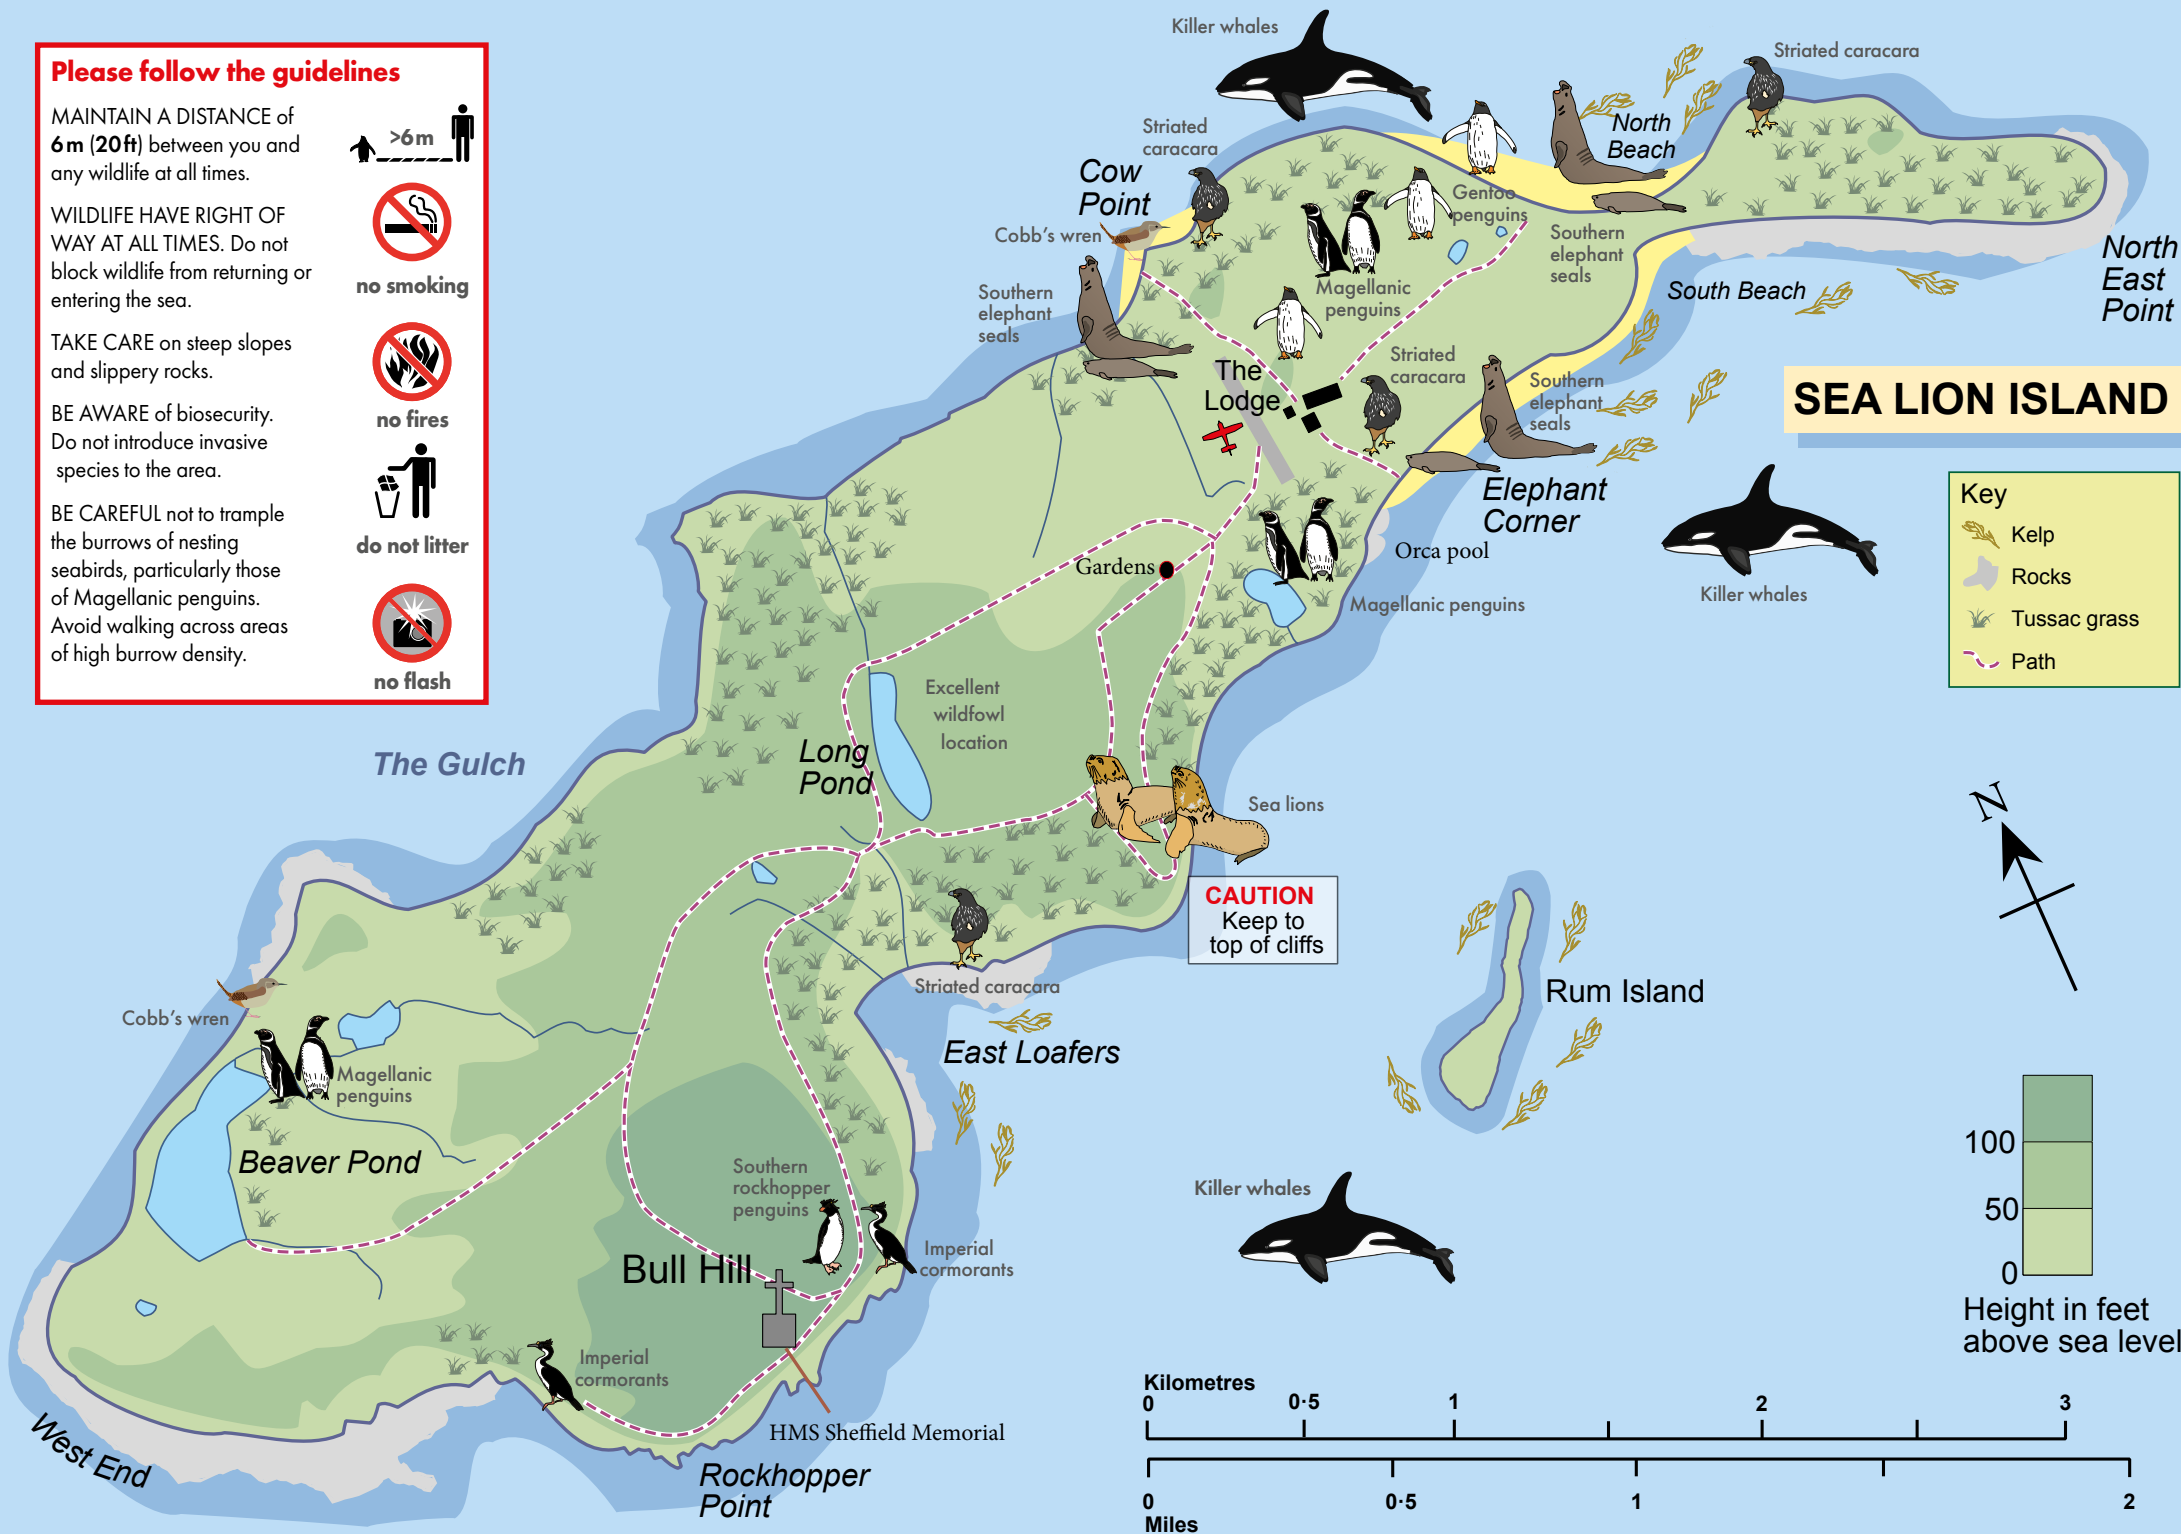 Please follow the guidelines
MAINTAIN A DISTANCE of
6m (20ft) between you and
any wildlife at all times.
>6m
WILDLIFE HAVE RIGHT OF
WAY AT ALL TIMES. Do not
block wildlife from returning or
entering the sea.
no smoking
TAKE CARE on steep slopes
and slippery rocks.
no fires
BE AWARE of biosecurity.
Do not introduce invasive
species to the area.
do not litter
BE CAREFUL not to trample
the burrows of nesting
seabirds, particularly those
of Magellanic penguins.
Avoid walking across areas
of high burrow density.
no flash
Killer whales
Striated caracara
Striated
caracara
Cow
Point
Cobb's wren
Southern
elephant
seals
North
Beach
Gentoo
penguins
Southern
elephant
seals
Magellanic
penguins
South Beach
North
East
Point
The
Lodge
Striated
caracara
Southern
elephant
seals
SEA LION ISLAND
Elephant
Corner
Orca pool
Gardens
Magellanic penguins
Killer whales
Key
Kelp
Rocks
Tussac grass
Path
Excellent
wildfowl
location
The Gulch
Long
Pond
Sea lions
CAUTION
Keep to
top of cliffs
N
Striated caracara
Rum Island
East Loafers
Cobb's wren
Magellanic
penguins
Beaver Pond
Southern
rockhopper
penguins
Killer whales
Bull Hill
Imperial
cormorants
Imperial
cormorants
HMS Sheffield Memorial
Rockhopper
Point
West End
100
50
0
Height in feet
above sea level
Kilometres
0 0·5 1 2 3
0 0·5 1 2
Miles